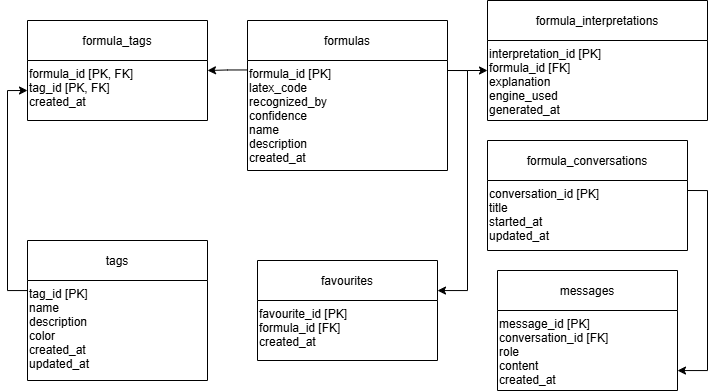 formula_tags
formula_id [PK, FK]
tag_id [PK, FK]
created_at
formulas
formula_id [PK]
latex_code
recognized_by
confidence
name
description
created_at
formula_interpretations
interpretation_id [PK]
formula_id [FK]
explanation
engine_used
generated_at
formula_conversations
conversation_id [PK]
title
started_at
updated_at
tags
tag_id [PK]
name
description
color
created_at
updated_at
favourites
favourite_id [PK]
formula_id [FK]
created_at
messages
message_id [PK]
conversation_id [FK]
role
content
created_at